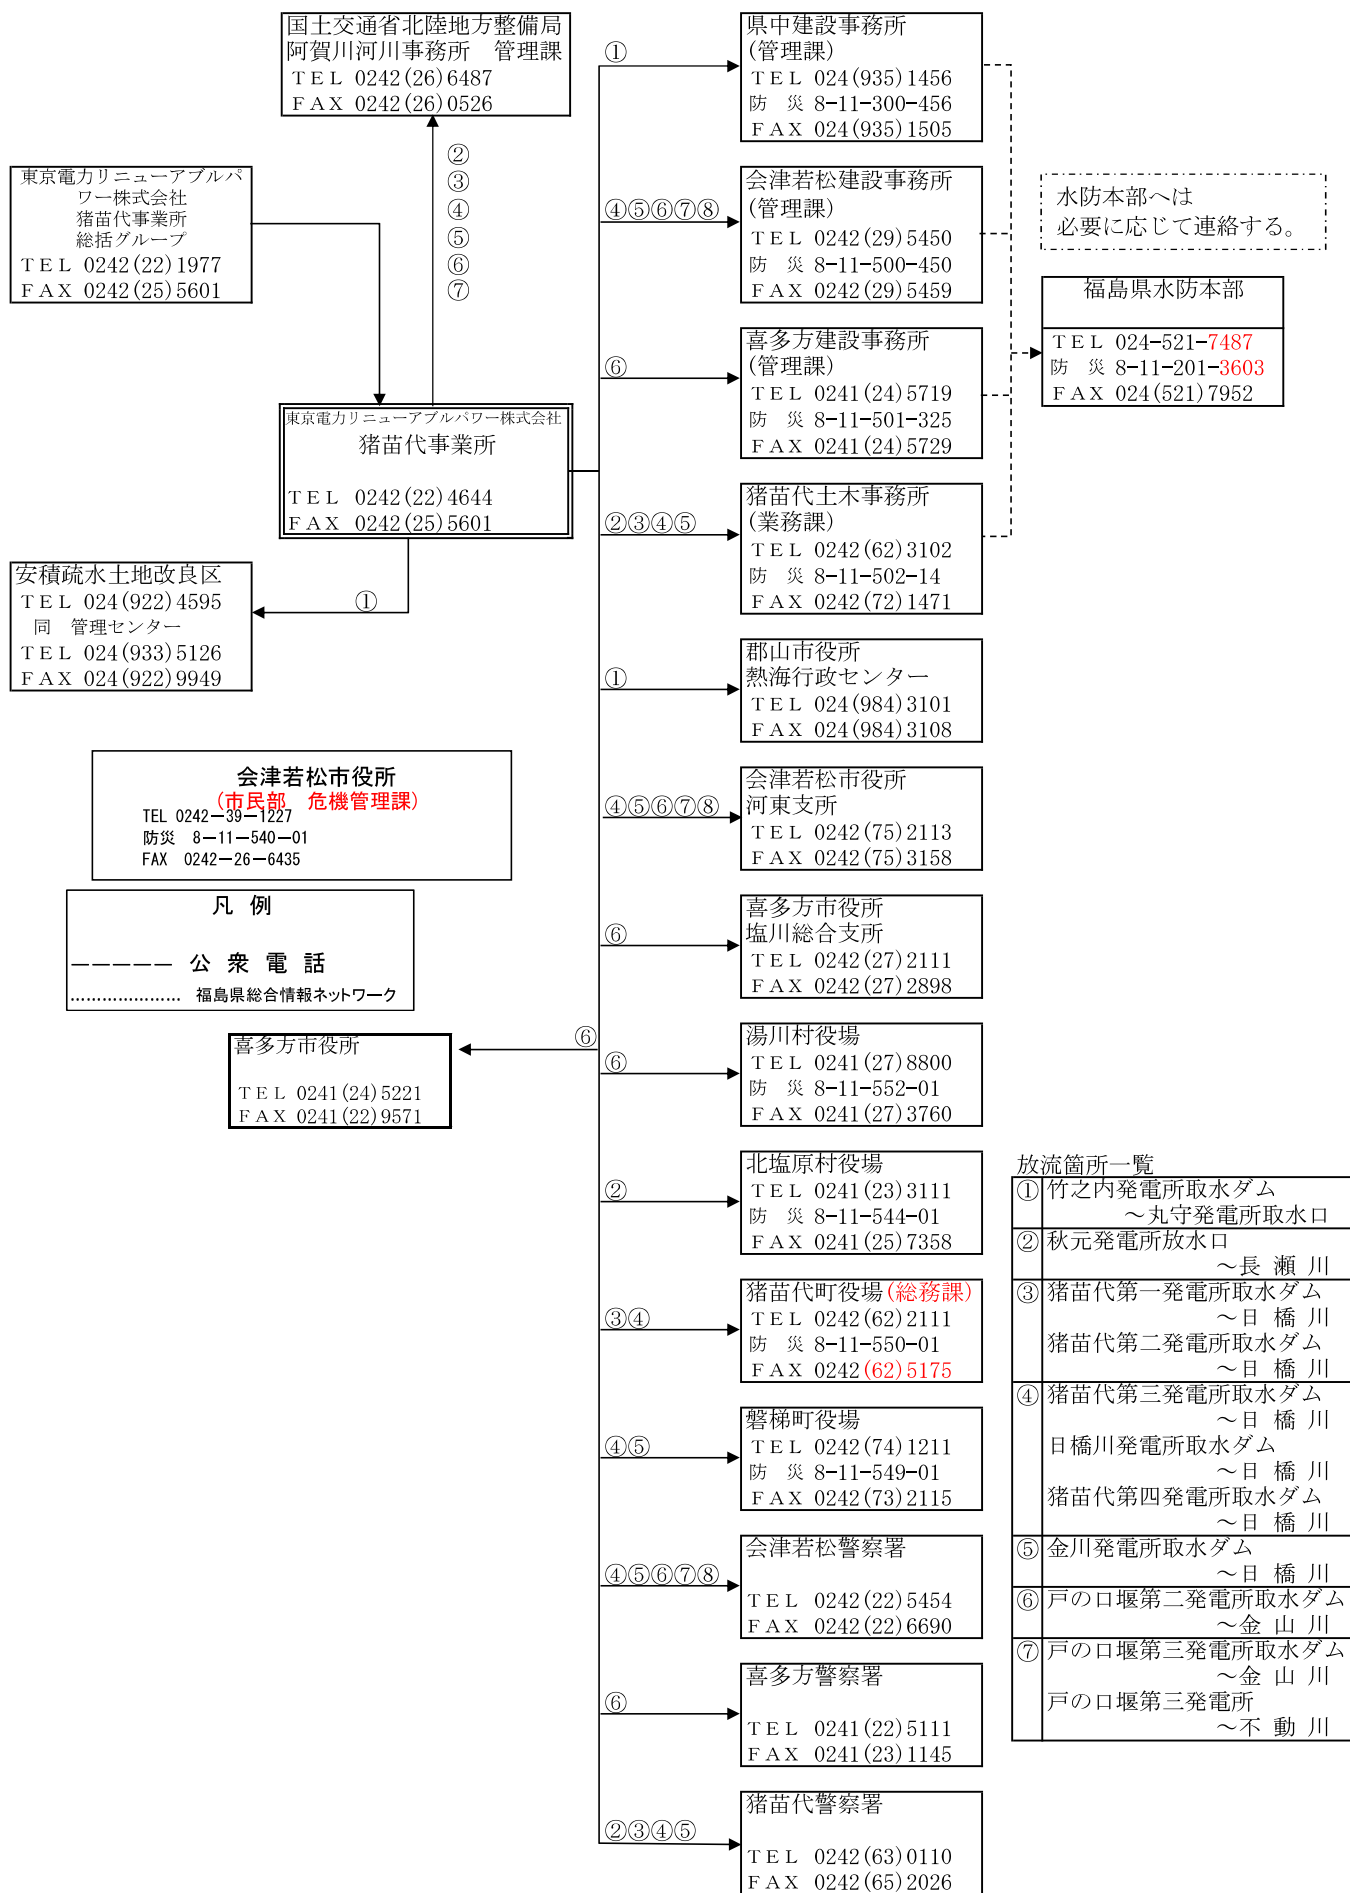 国土交通省北陸地方整備局
阿賀川河川事務所　管理課
ＴＥＬ 0242(26)6487
ＦＡＸ 0242(26)0526
②
③
④
⑤
⑥
⑦
東京電力リニューアブルパ
ワー株式会社
猪苗代事業所
総括グループ
ＴＥＬ 0242(22)1977
ＦＡＸ 0242(25)5601
東京電力リニューアブルパワー株式会社
猪苗代事業所
ＴＥＬ 0242(22)4644
ＦＡＸ 0242(25)5601
①
安積疏水土地改良区
ＴＥＬ 024(922)4595
同　管理センター
ＴＥＬ 024(933)5126
ＦＡＸ 024(922)9949
会津若松市役所
(市民部　危機管理課)
TEL 0242－39－1227
防災　8－11－540－01
FAX　0242－26－6435
凡 例
————— 公 衆 電 話
………………… 福島県総合情報ネットワーク
⑥
喜多方市役所
ＴＥＬ 0241(24)5221
ＦＡＸ 0241(22)9571
①
県中建設事務所
(管理課)
ＴＥＬ 024(935)1456
防　災 8-11-300-456
ＦＡＸ 024(935)1505
④⑤⑥⑦⑧
会津若松建設事務所
(管理課)
ＴＥＬ 0242(29)5450
防　災 8-11-500-450
ＦＡＸ 0242(29)5459
⑥
喜多方建設事務所
(管理課)
ＴＥＬ 0241(24)5719
防　災 8-11-501-325
ＦＡＸ 0241(24)5729
②③④⑤
猪苗代土木事務所
(業務課)
ＴＥＬ 0242(62)3102
防　災 8-11-502-14
ＦＡＸ 0242(72)1471
①
郡山市役所
熱海行政センター
ＴＥＬ 024(984)3101
ＦＡＸ 024(984)3108
④⑤⑥⑦⑧
会津若松市役所
河東支所
ＴＥＬ 0242(75)2113
ＦＡＸ 0242(75)3158
⑥
喜多方市役所
塩川総合支所
ＴＥＬ 0242(27)2111
ＦＡＸ 0242(27)2898
⑥
湯川村役場
ＴＥＬ 0241(27)8800
防　災 8-11-552-01
ＦＡＸ 0241(27)3760
②
北塩原村役場
ＴＥＬ 0241(23)3111
防　災 8-11-544-01
ＦＡＸ 0241(25)7358
③④
猪苗代町役場(総務課)
ＴＥＬ 0242(62)2111
防　災 8-11-550-01
ＦＡＸ 0242(62)5175
④⑤
磐梯町役場
ＴＥＬ 0242(74)1211
防　災 8-11-549-01
ＦＡＸ 0242(73)2115
④⑤⑥⑦⑧
会津若松警察署
ＴＥＬ 0242(22)5454
ＦＡＸ 0242(22)6690
⑥
喜多方警察署
ＴＥＬ 0241(22)5111
ＦＡＸ 0241(23)1145
②③④⑤
猪苗代警察署
ＴＥＬ 0242(63)0110
ＦＡＸ 0242(65)2026
水防本部へは
必要に応じて連絡する。
福島県水防本部
ＴＥＬ 024-521-7487
防　災 8-11-201-3603
ＦＡＸ 024(521)7952
放流箇所一覧
① 竹之内発電所取水ダム
～丸守発電所取水口
② 秋元発電所放水口
～長 瀬 川
③ 猪苗代第一発電所取水ダム
～日 橋 川
猪苗代第二発電所取水ダム
～日 橋 川
④ 猪苗代第三発電所取水ダム
～日 橋 川
日橋川発電所取水ダム
～日 橋 川
猪苗代第四発電所取水ダム
～日 橋 川
⑤ 金川発電所取水ダム
～日 橋 川
⑥ 戸の口堰第二発電所取水ダム
～金 山 川
⑦ 戸の口堰第三発電所取水ダム
～金 山 川
戸の口堰第三発電所
～不 動 川